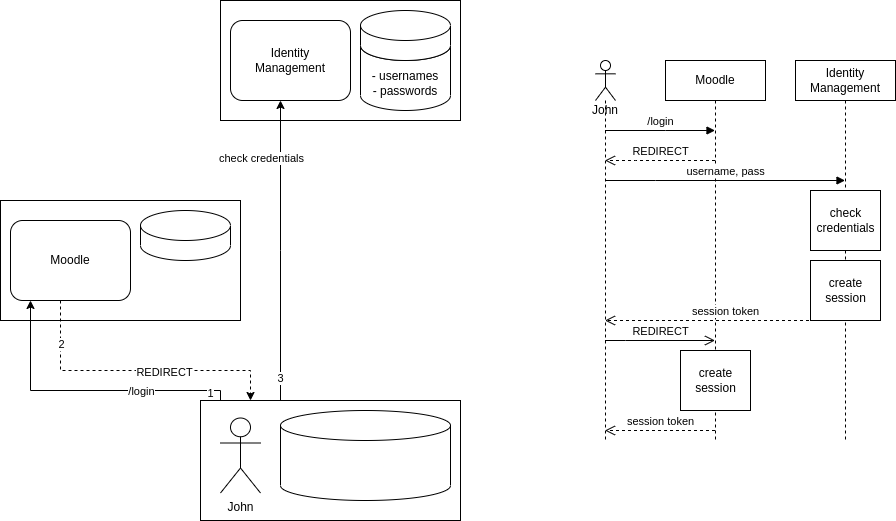 Identity
Management
- usernames
- passwords
check credentials
Moodle
2
REDIRECT
3
/login
1
John
John
Moodle
Identity
Management
/login
REDIRECT
username, pass
check
credentials
create
session
session token
REDIRECT
create
session
session token